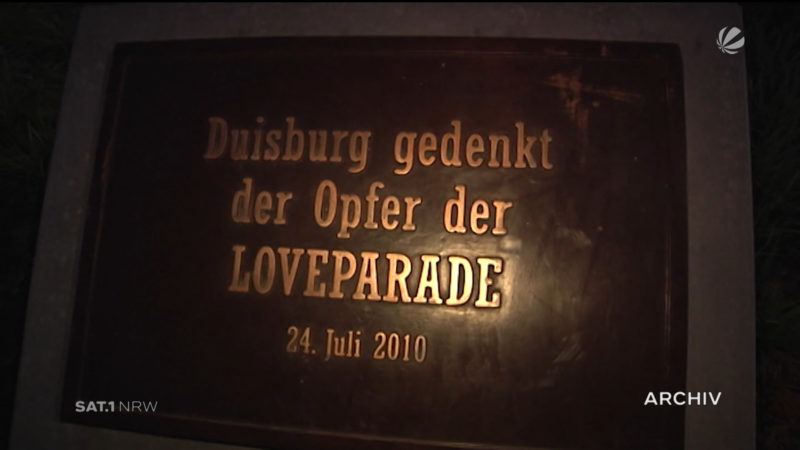 Duisburg gedenkt
der Opfer der
LOVEPARADE
24. Juli 2010
SAT.1 NRW
ARCHIV